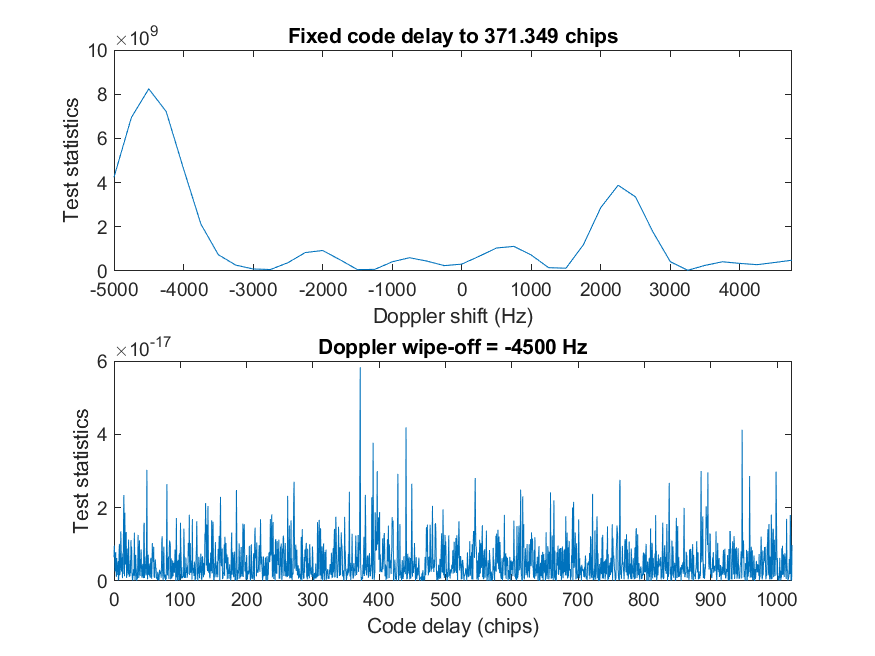 ×10^9
Fixed code delay to 371.349 chips
10
8
6
4
2
0
Test statistics
-5000 -4000 -3000 -2000 -1000 0 1000 2000 3000 4000
Doppler shift (Hz)
×10^-17
Doppler wipe-off = -4500 Hz
6
4
2
0
Test statistics
0 100 200 300 400 500 600 700 800 900 1000
Code delay (chips)